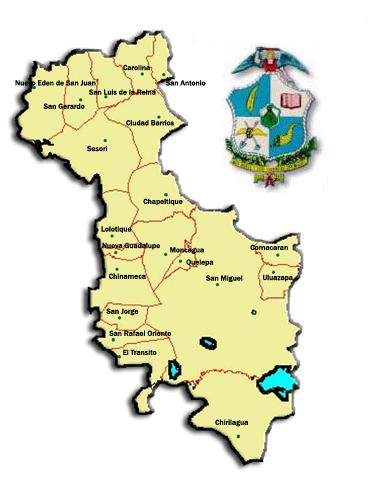 Carolina
Nuevo Eden de San Juan
San Antonio
San Luis de la Reina
San Gerardo
Ciudad Barrios
Sesori
Chapeltique
Lolotique
Nueva Guadalupe
Moncagua
Comacaran
Quelepa
Chinameca
San Miguel
Uluazapa
San Jorge
San Rafael Oriente
El Transito
Chirilagua